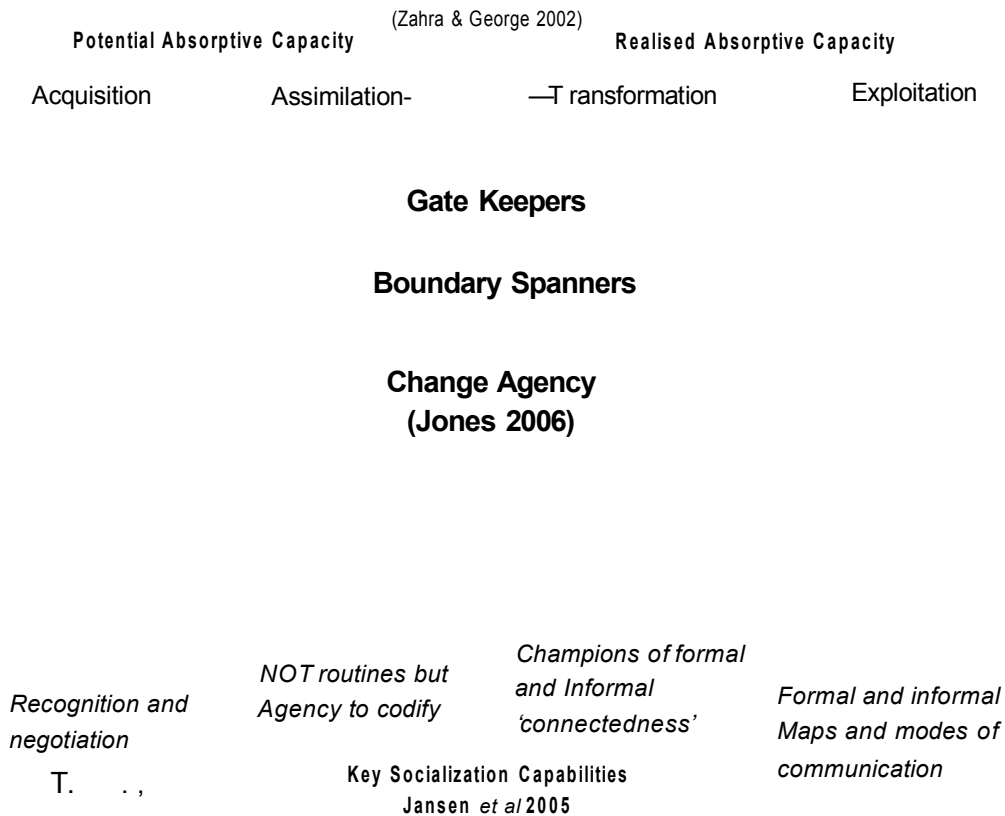 (Zahra & George 2002)
Potential Absorptive Capacity Realised Absorptive Capacity
Acquisition Assimilation- —T ransformation Exploitation
Gate Keepers
Boundary Spanners
Change Agency
(Jones 2006)
Recognition and
negotiation
NOT routines but
Agency to codify
Champions of formal
and Informal
‘connectedness’
Formal and informal
Maps and modes of
communication
T. . ,
Key Socialization Capabilities
Jansen et al 2005